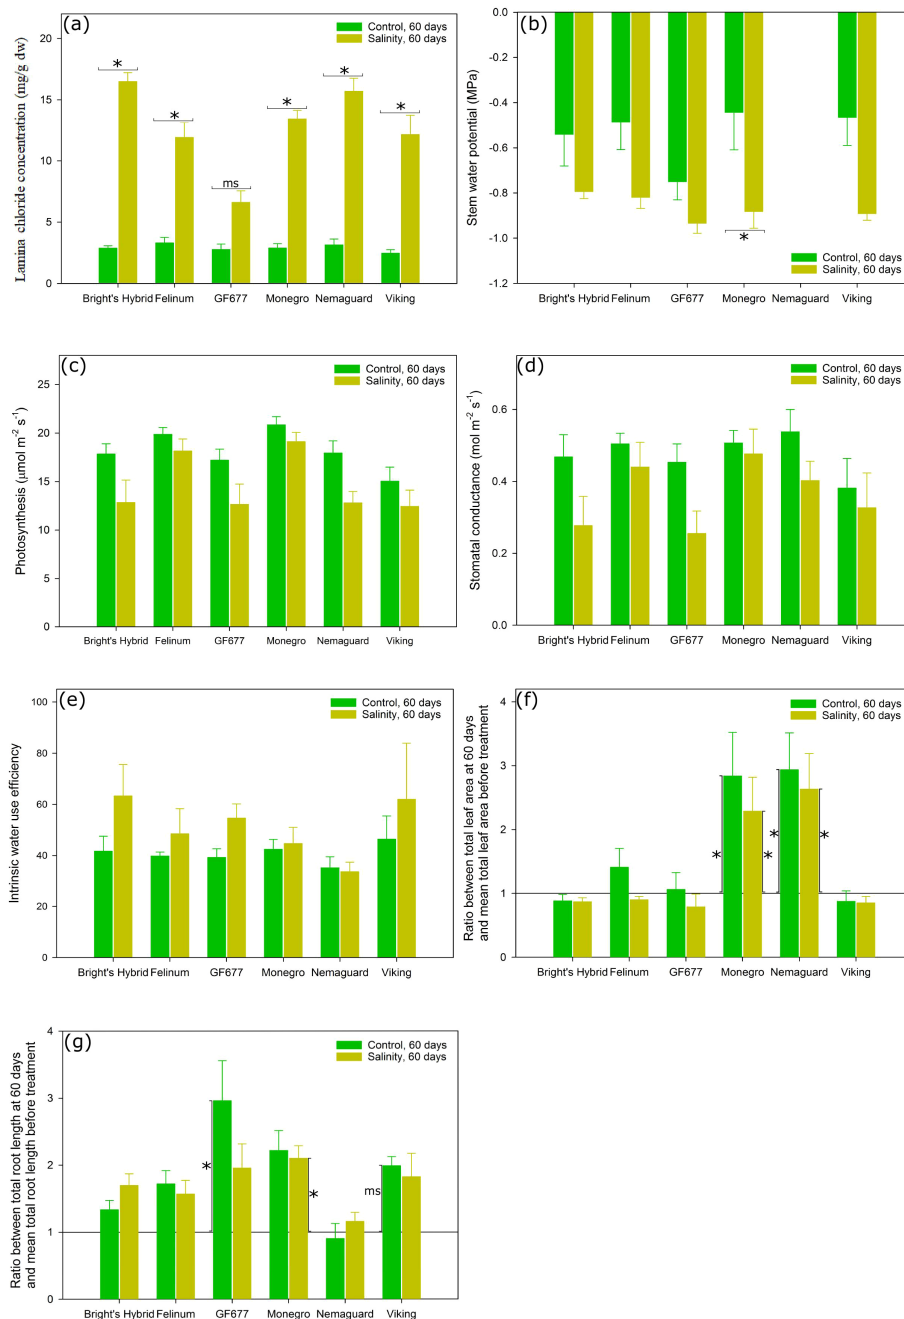 (a)
Control, 60 days
Salinity, 60 days
Lamina chloride concentration (mg/g dw)
20
15
10
5
0
*
*
ms
*
*
*
Bright's Hybrid Felinum GF677 Monegro Nemaguard Viking
(b)
Stem water potential (MPa)
0.0
-0.2
-0.4
-0.6
-0.8
-1.0
-1.2
*
Control, 60 days
Salinity, 60 days
Bright's Hybrid Felinum GF677 Monegro Nemaguard Viking
(c)
Control, 60 days
Salinity, 60 days
Photosynthesis (μmol m⁻² s⁻¹)
25
20
15
10
5
0
Bright's Hybrid Felinum GF677 Monegro Nemaguard Viking
(d)
Control, 60 days
Salinity, 60 days
Stomatal conductance (mol m⁻² s⁻¹)
0.6
0.4
0.2
0.0
Bright's Hybrid Felinum GF677 Monegro Nemaguard Viking
(e)
Control, 60 days
Salinity, 60 days
Intrinsic water use efficiency
100
80
60
40
20
0
Bright's Hybrid Felinum GF677 Monegro Nemaguard Viking
(f)
Control, 60 days
Salinity, 60 days
Ratio between total leaf area at 60 days
and mean total leaf area before treatment
4
3
2
1
0
* * * *
Bright's Hybrid Felinum GF677 Monegro Nemaguard Viking
(g)
Control, 60 days
Salinity, 60 days
Ratio between total root length at 60 days
and mean total root length before treatment
4
3
2
1
0
* * ms
Bright's Hybrid Felinum GF677 Monegro Nemaguard Viking